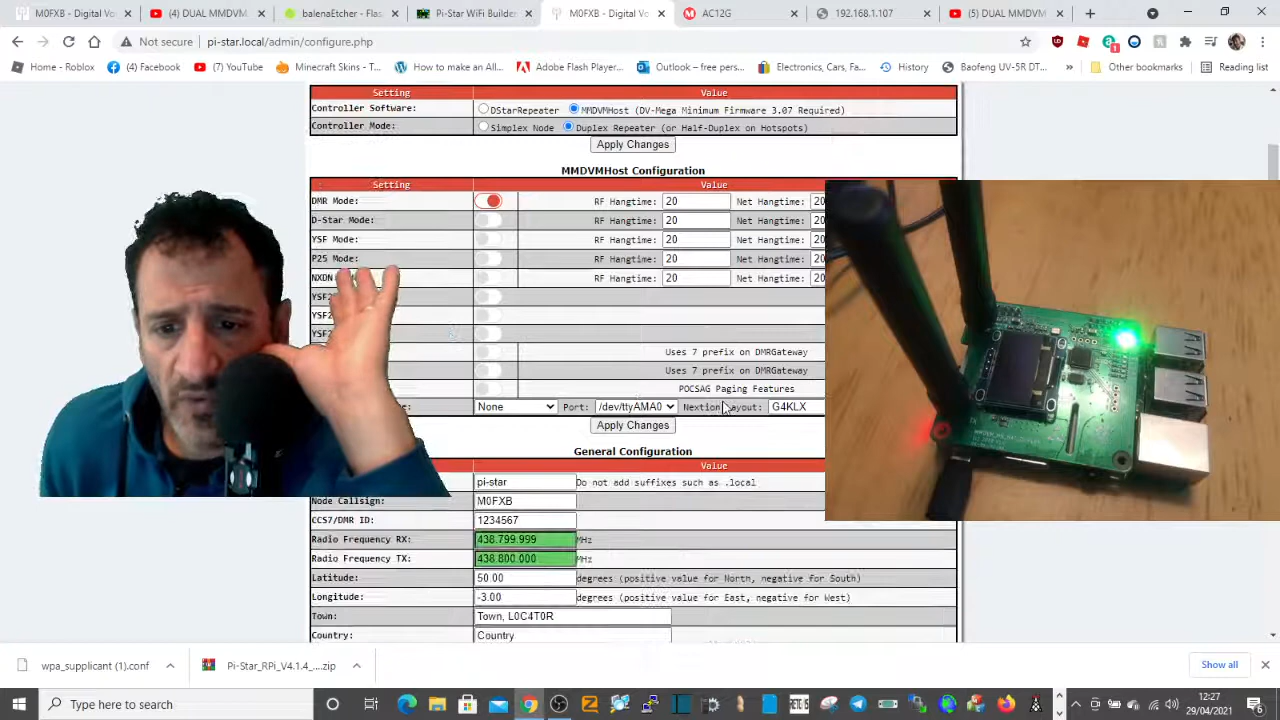 M0FXB - Digital Vo
(4) DUAL MMDVM
balenaEtcher - Flas
Pi-Star WiFi Builder
M0FXB - Digital Vo
AC12G
192.168.1.107
(5) DUAL MMDVM
Not secure | pi-star.local/admin/configure.php
Home - Roblox
(4) Facebook
(7) YouTube
Minecraft Skins - T...
How to make an All...
Adobe Flash Player...
Outlook – free pers...
Electronics, Cars, Fa...
History
Baofeng UV-5R DT...
»
Other bookmarks
Reading list
Setting Value
Controller Software: DStarRepeater MMDVMHost (DV-Mega Minimum Firmware 3.07 Required)
Controller Mode: Simplex Node Duplex Repeater (or Half-Duplex on Hotspots)
Apply Changes
MMDVMHost Configuration
Setting Value
DMR Mode: RF Hangtime: 20 Net Hangtime: 20
D-Star Mode: RF Hangtime: 20 Net Hangtime: 20
YSF Mode: RF Hangtime: 20 Net Hangtime: 20
P25 Mode: RF Hangtime: 20 Net Hangtime: 20
NXDN RF Hangtime: 20 Net Hangtime: 20
YSF2
YSF2
YSF2
Uses 7 prefix on DMRGateway
Uses 7 prefix on DMRGateway
POCSAG Paging Features
None Port: /dev/ttyAMA0 Nextion Layout: G4KLX
Apply Changes
General Configuration
Value
pi-star Do not add suffixes such as .local
Node Callsign: M0FXB
CCS7/DMR ID: 1234567
Radio Frequency RX: 438.799.999 MHz
Radio Frequency TX: 438.800.000 MHz
Latitude: 50.00 degrees (positive value for North, negative for South)
Longitude: -3.00 degrees (positive value for East, negative for West)
Town: Town, L0C4T0R
Country: Country
wpa_supplicant (1).conf
Pi-Star_RPi_V4.1.4_....zip
Show all
Type here to search
12:27
29/04/2021